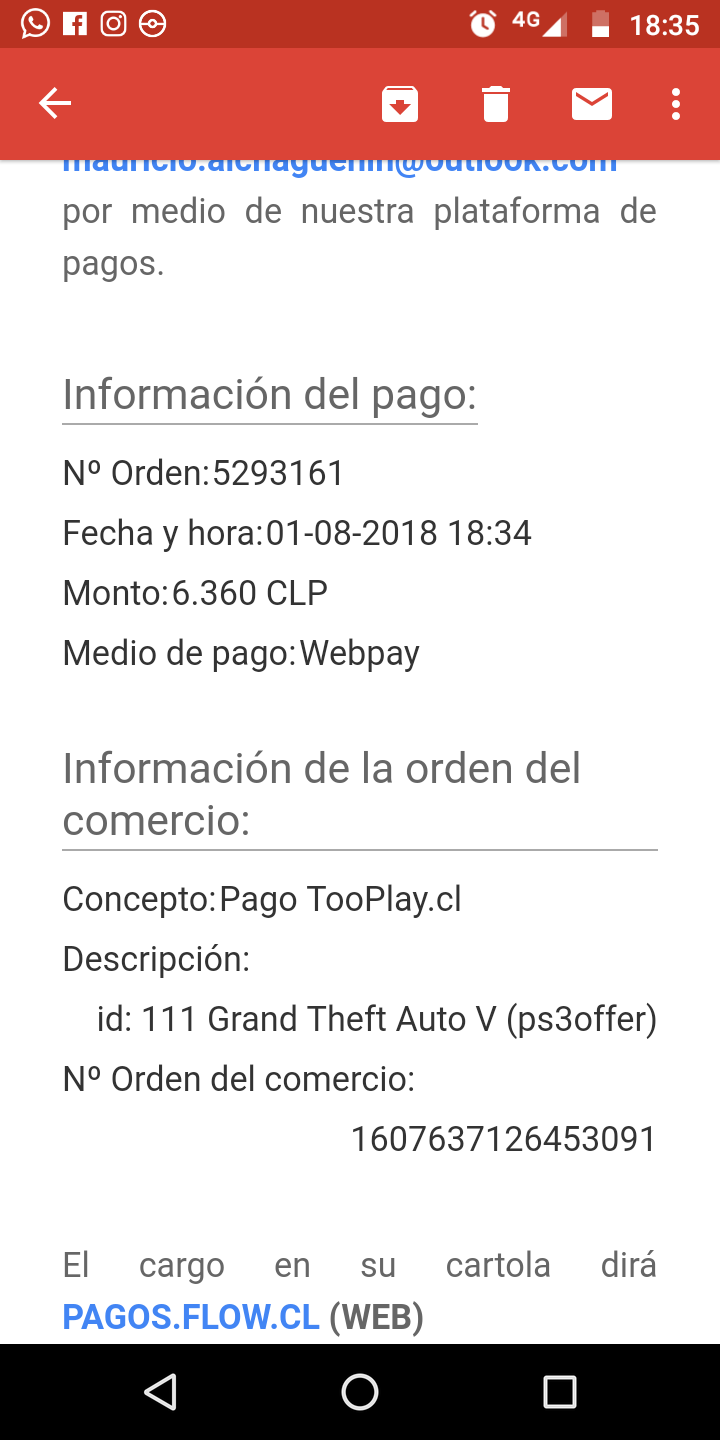 4G 18:35
por medio de nuestra plataforma de
pagos.
Información del pago:
Nº Orden:5293161
Fecha y hora:01-08-2018 18:34
Monto:6.360 CLP
Medio de pago:Webpay
Información de la orden del
comercio:
Concepto:Pago TooPlay.cl
Descripción:
id: 111 Grand Theft Auto V (ps3offer)
Nº Orden del comercio:
1607637126453091
El cargo en su cartola dirá
PAGOS.FLOW.CL (WEB)